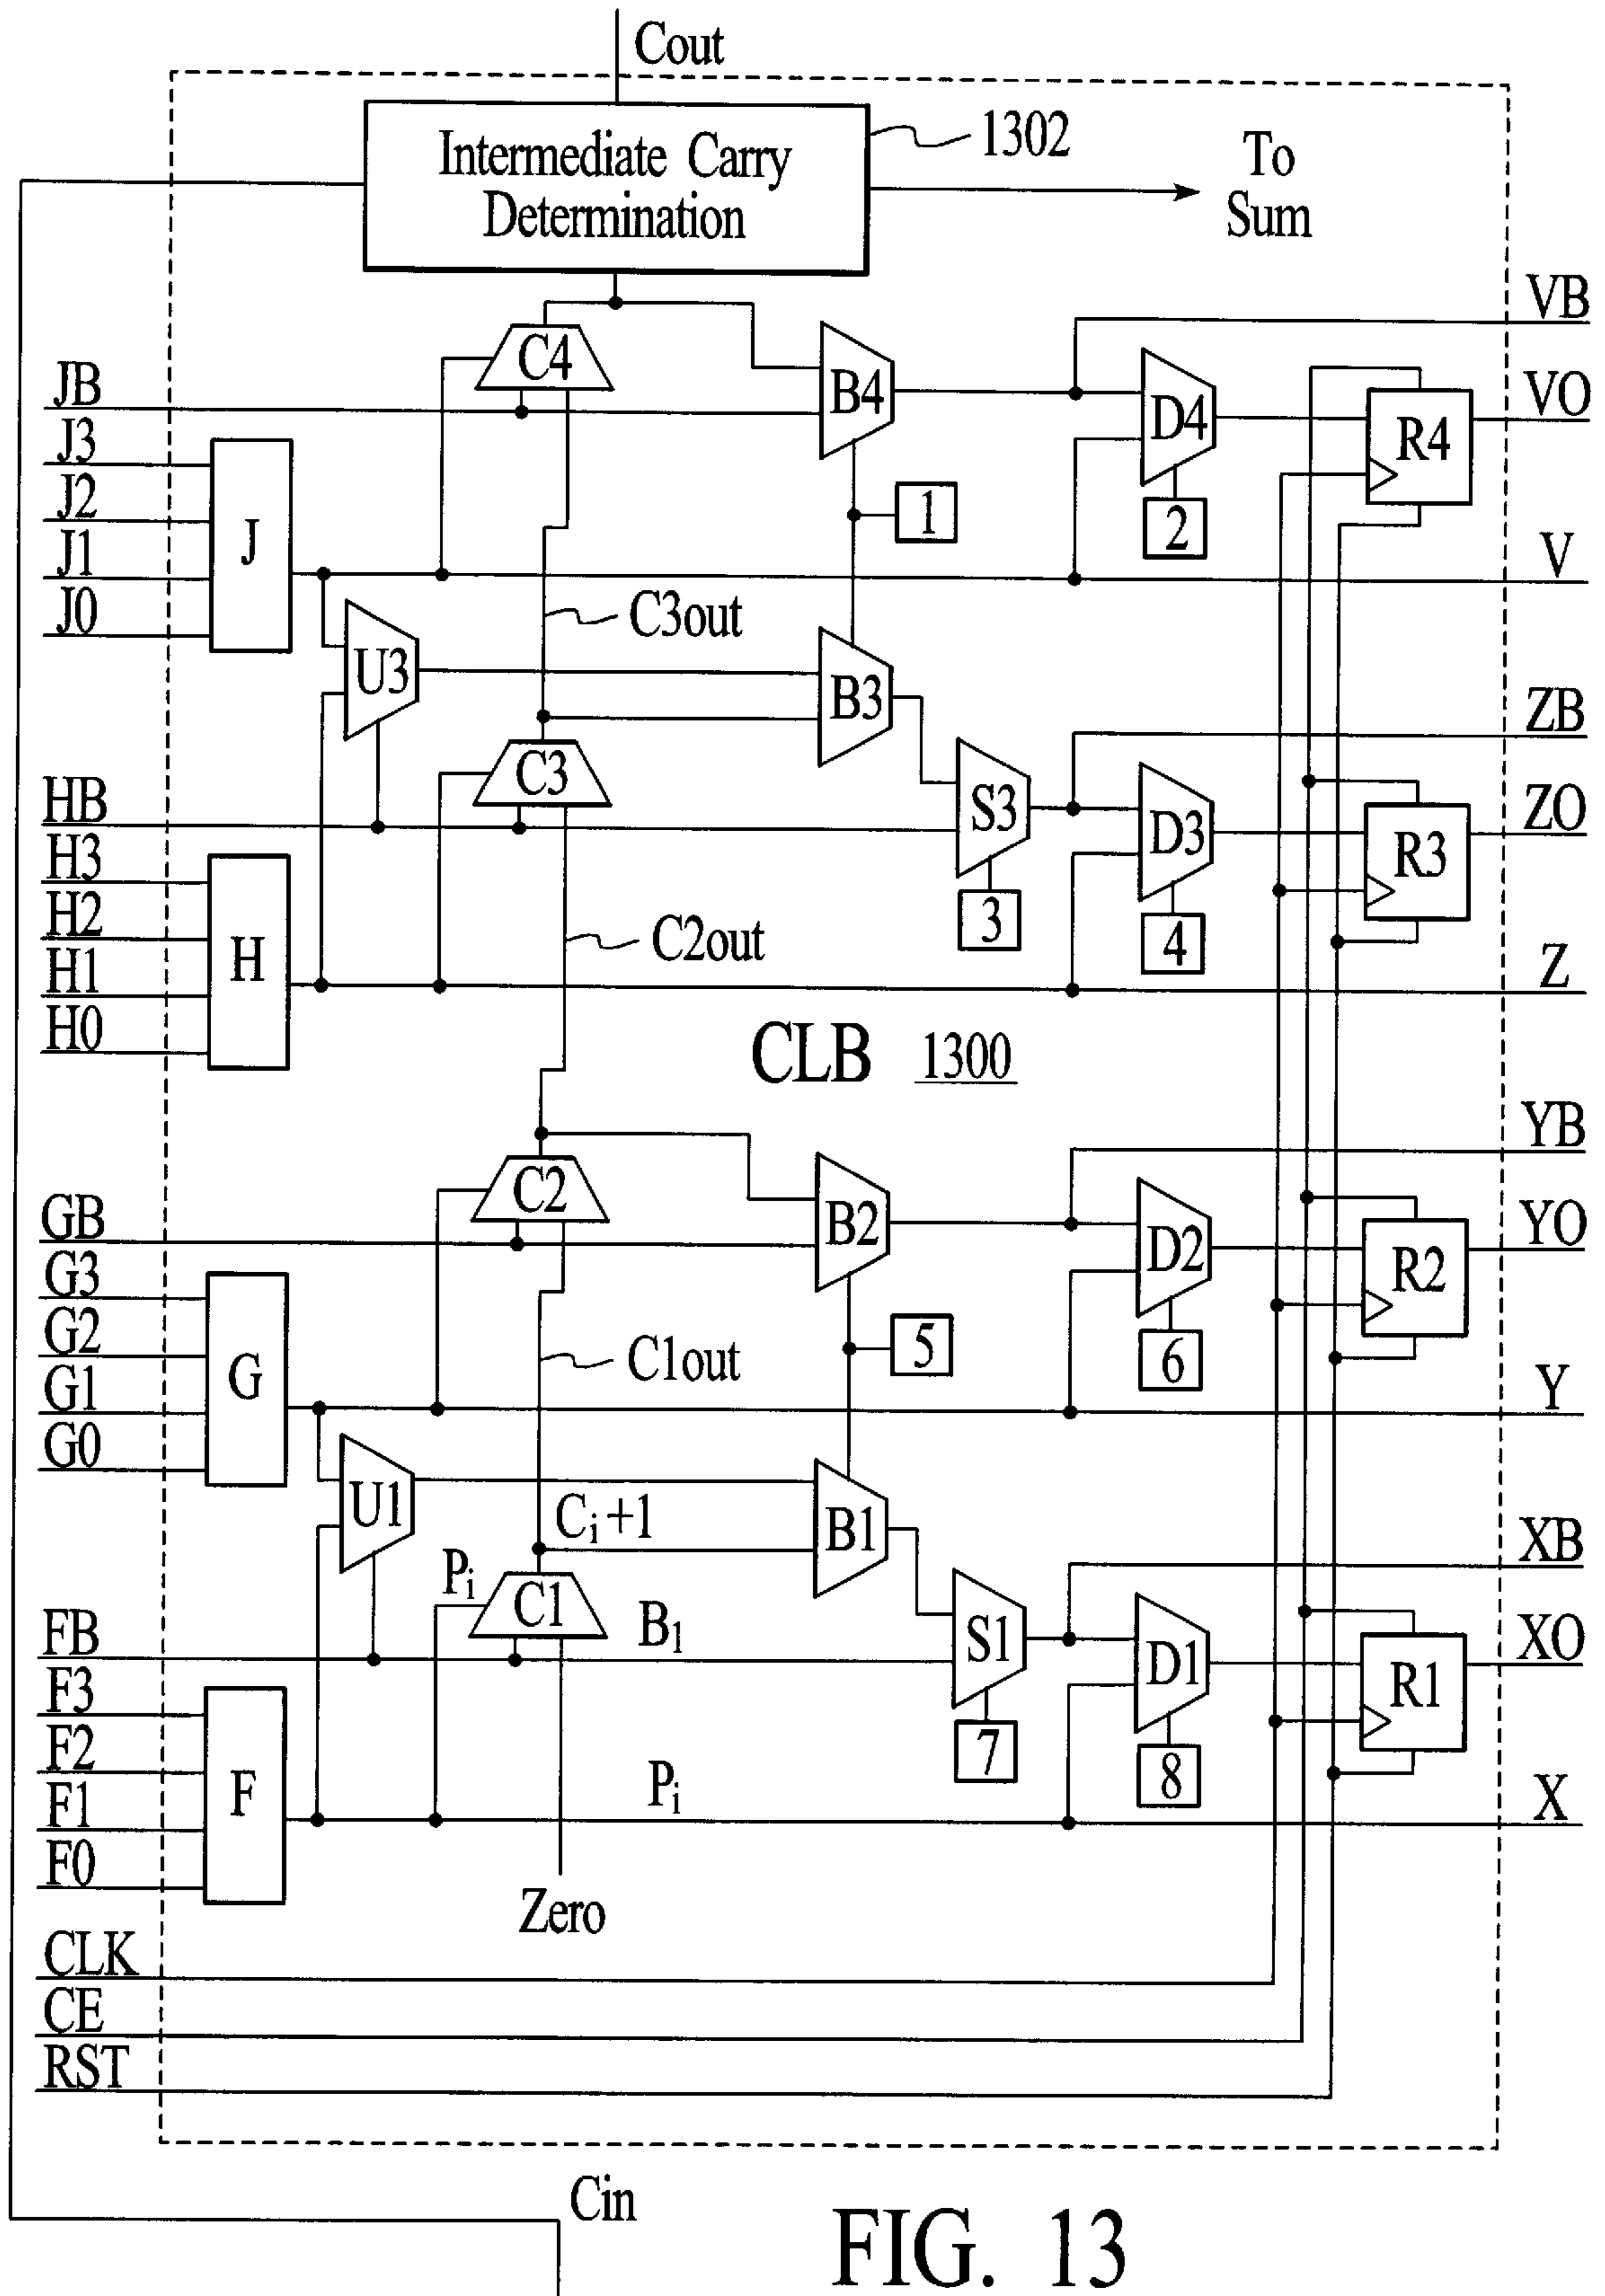 Cout
Intermediate Carry
Determination
1302
To
Sum
VB
C4
JB
B4
D4
VO
R4
J3
J2
J
1
2
J1
V
J0
C3out
U3
B3
ZB
C3
HB
S3
D3
ZO
R3
H3
H2
H
C2out
3
4
H1
Z
H0
CLB 1300
YB
C2
GB
B2
D2
YO
R2
G3
G2
G
C1out
5
6
G1
Y
G0
U1
Ci+1
B1
XB
Pi
C1
FB
B1
S1
D1
XO
R1
F3
F2
F
Pi
7
8
F1
X
F0
Zero
CLK
CE
RST
Cin
FIG. 13